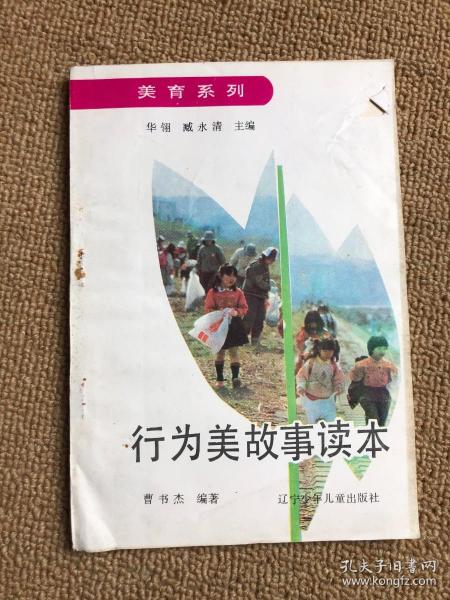 美育系列
华翎 臧永清 主编
行为美故事读本
曹书杰 编著 辽宁少年儿童出版社
孔夫子旧书网
www.kongfz.com